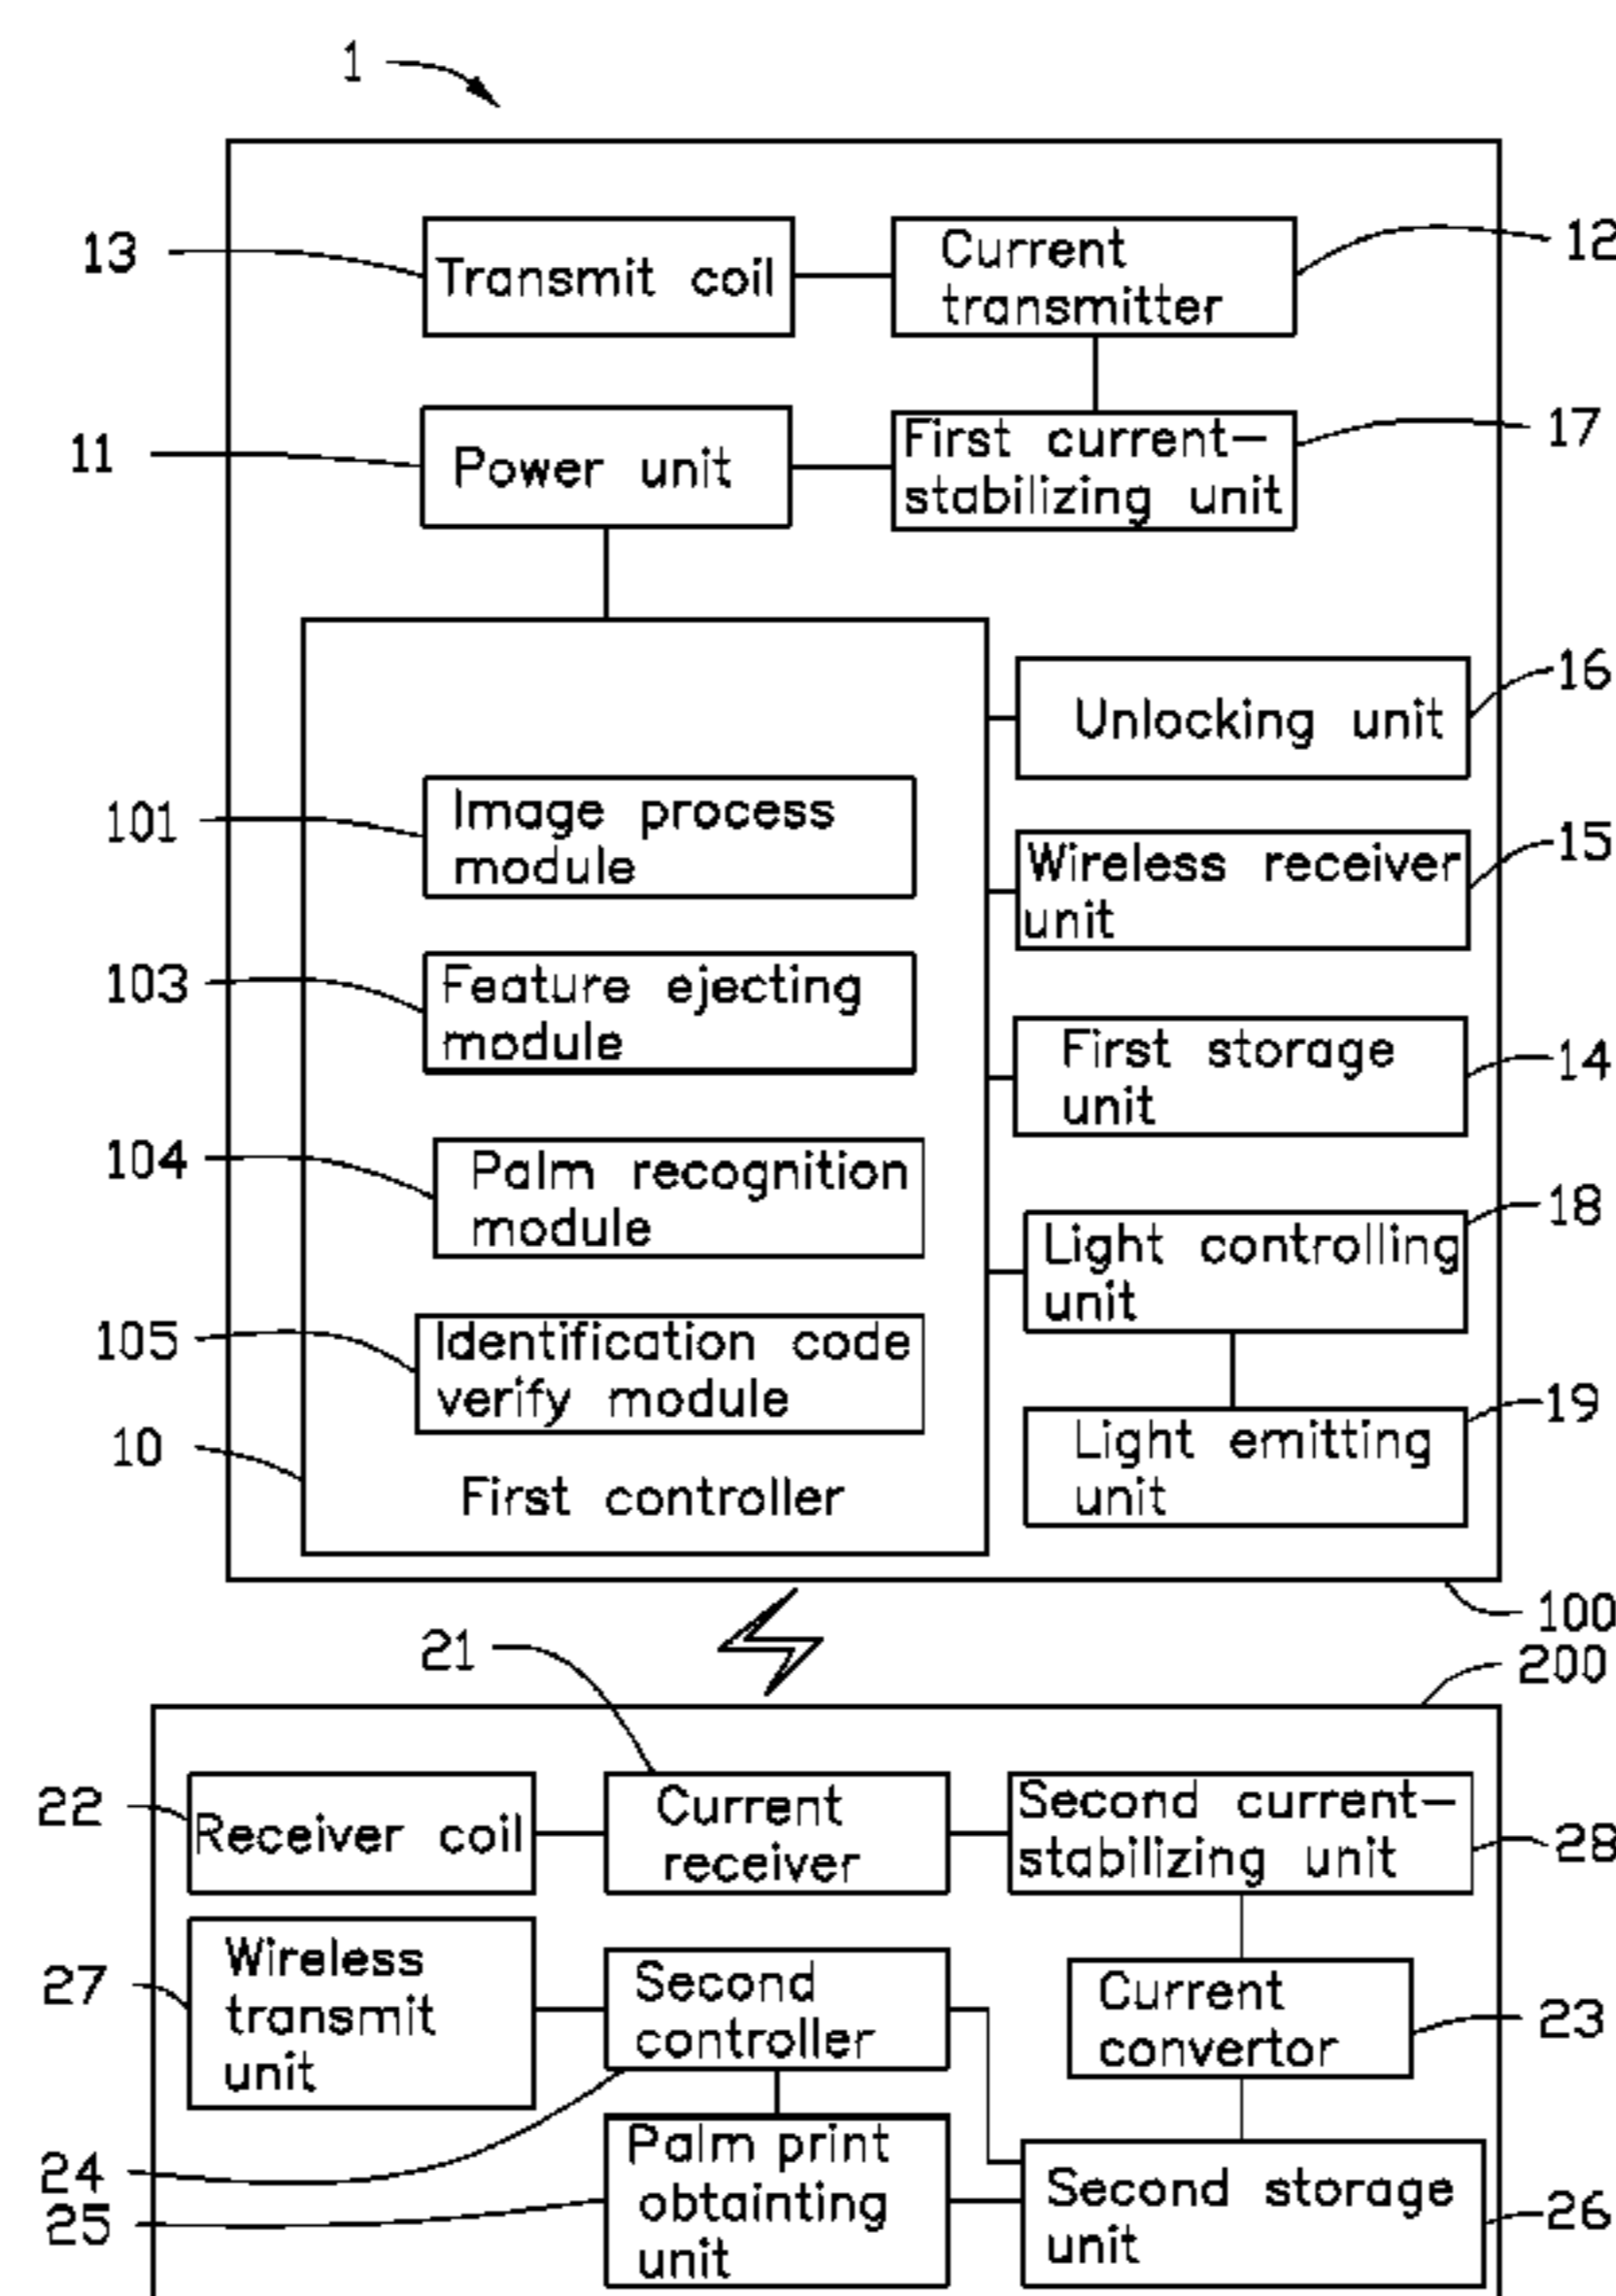 1
13
Transmit coil
Current
transmitter
12
11
Power unit
First current-
stabilizing unit
17
Unlocking unit
16
101
Image process
module
Wireless receiver
unit
15
103
Feature ejecting
module
First storage
unit
14
104
Palm recognition
module
Light controlling
unit
18
105
Identification code
verify module
Light emitting
unit
19
10
First controller
100
21
200
22
Receiver coil
Current
receiver
Second current-
stabilizing unit
28
27
Wireless
transmit
unit
Second
controller
Current
convertor
23
24
25
Palm print
obtainting
unit
Second storage
unit
26